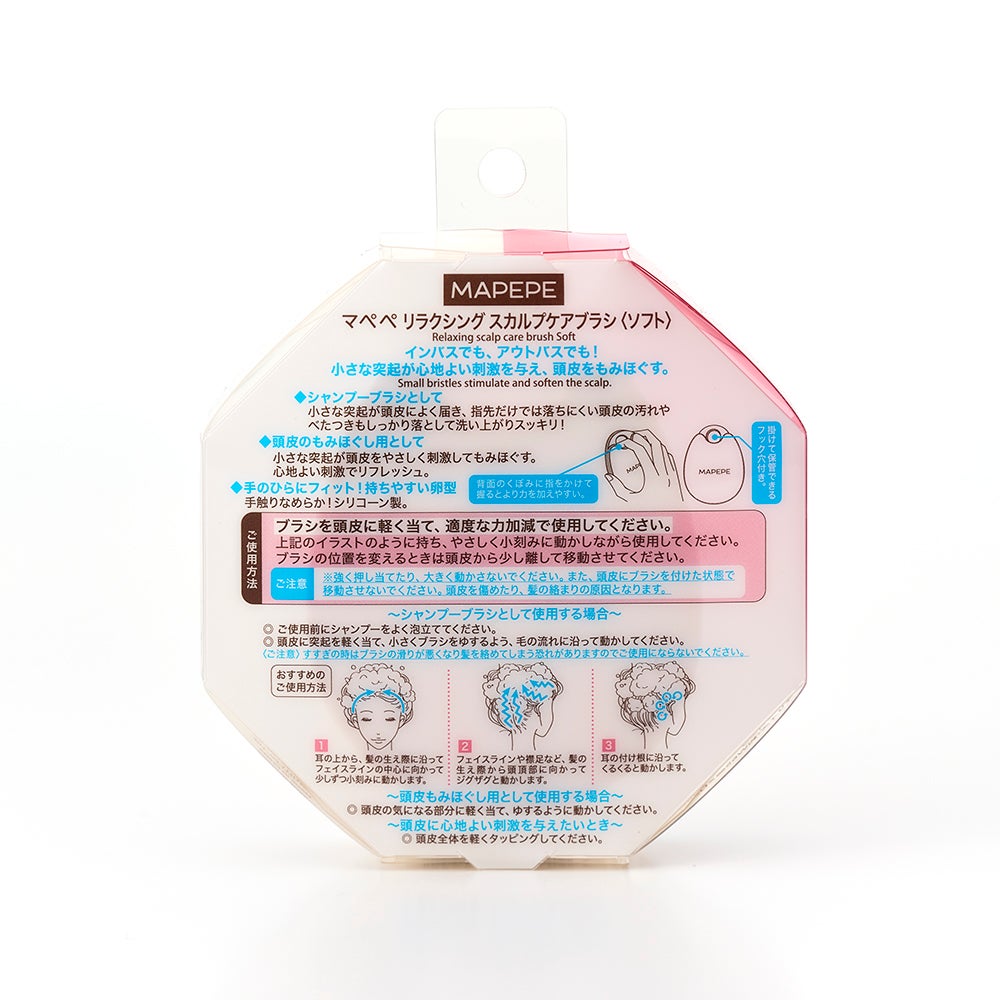 MAPEPE
マペペ リラクシング スカルプケアブラシ〈ソフト〉
Relaxing scalp care brush Soft
インバスでも、アウトバスでも！
小さな突起が心地よい刺激を与え、頭皮をもみほぐす。
Small bristles stimulate and soften the scalp.
◆シャンプーブラシとして
小さな突起が頭皮によく届き、指先だけでは落ちにくい頭皮の汚れや
べたつきもしっかり落として洗い上がりスッキリ！
◆頭皮のもみほぐし用として
小さな突起が頭皮をやさしく刺激してもみほぐす。
心地よい刺激でリフレッシュ。
◆手のひらにフィット！持ちやすい卵型
手触りなめらか！シリコーン製。
MAPE
背面のくぼみに指をかけて
握るとより力を加えやすい。
MAPEPE
掛けて保管できる
フック穴付き。
ご使用方法
ブラシを頭皮に軽く当て、適度な力加減で使用してください。
上記のイラストのように持ち、やさしく小刻みに動かしながら使用してください。
ブラシの位置を変えるときは頭皮から少し離して移動させてください。
ご注意
※強く押し当てたり、大きく動かさないでください。また、頭皮にブラシを付けた状態で
移動させないでください。頭皮を傷めたり、髪の絡まりの原因となります。
〜シャンプーブラシとして使用する場合〜
◎ ご使用前にシャンプーをよく泡立ててください。
◎ 頭皮に突起を軽く当て、小さくブラシをゆするよう、毛の流れに沿って動かしてください。
〈ご注意〉すすぎの時はブラシの滑りが悪くなり髪を絡めてしまう恐れがありますのでご使用にならないでください。
おすすめの
ご使用方法
1
耳の上から、髪の生え際に沿って
フェイスラインの中心に向かって
少しずつ小刻みに動かします。
2
フェイスラインや襟足など、髪の
生え際から頭頂部に向かって
ジグザグと動かします。
3
耳の付け根に沿って
くるくると動かします。
〜頭皮もみほぐし用として使用する場合〜
◎ 頭皮の気になる部分に軽く当て、ゆするように動かしてください。
〜頭皮に心地よい刺激を与えたいとき〜
◎ 頭皮全体を軽くタッピングしてください。